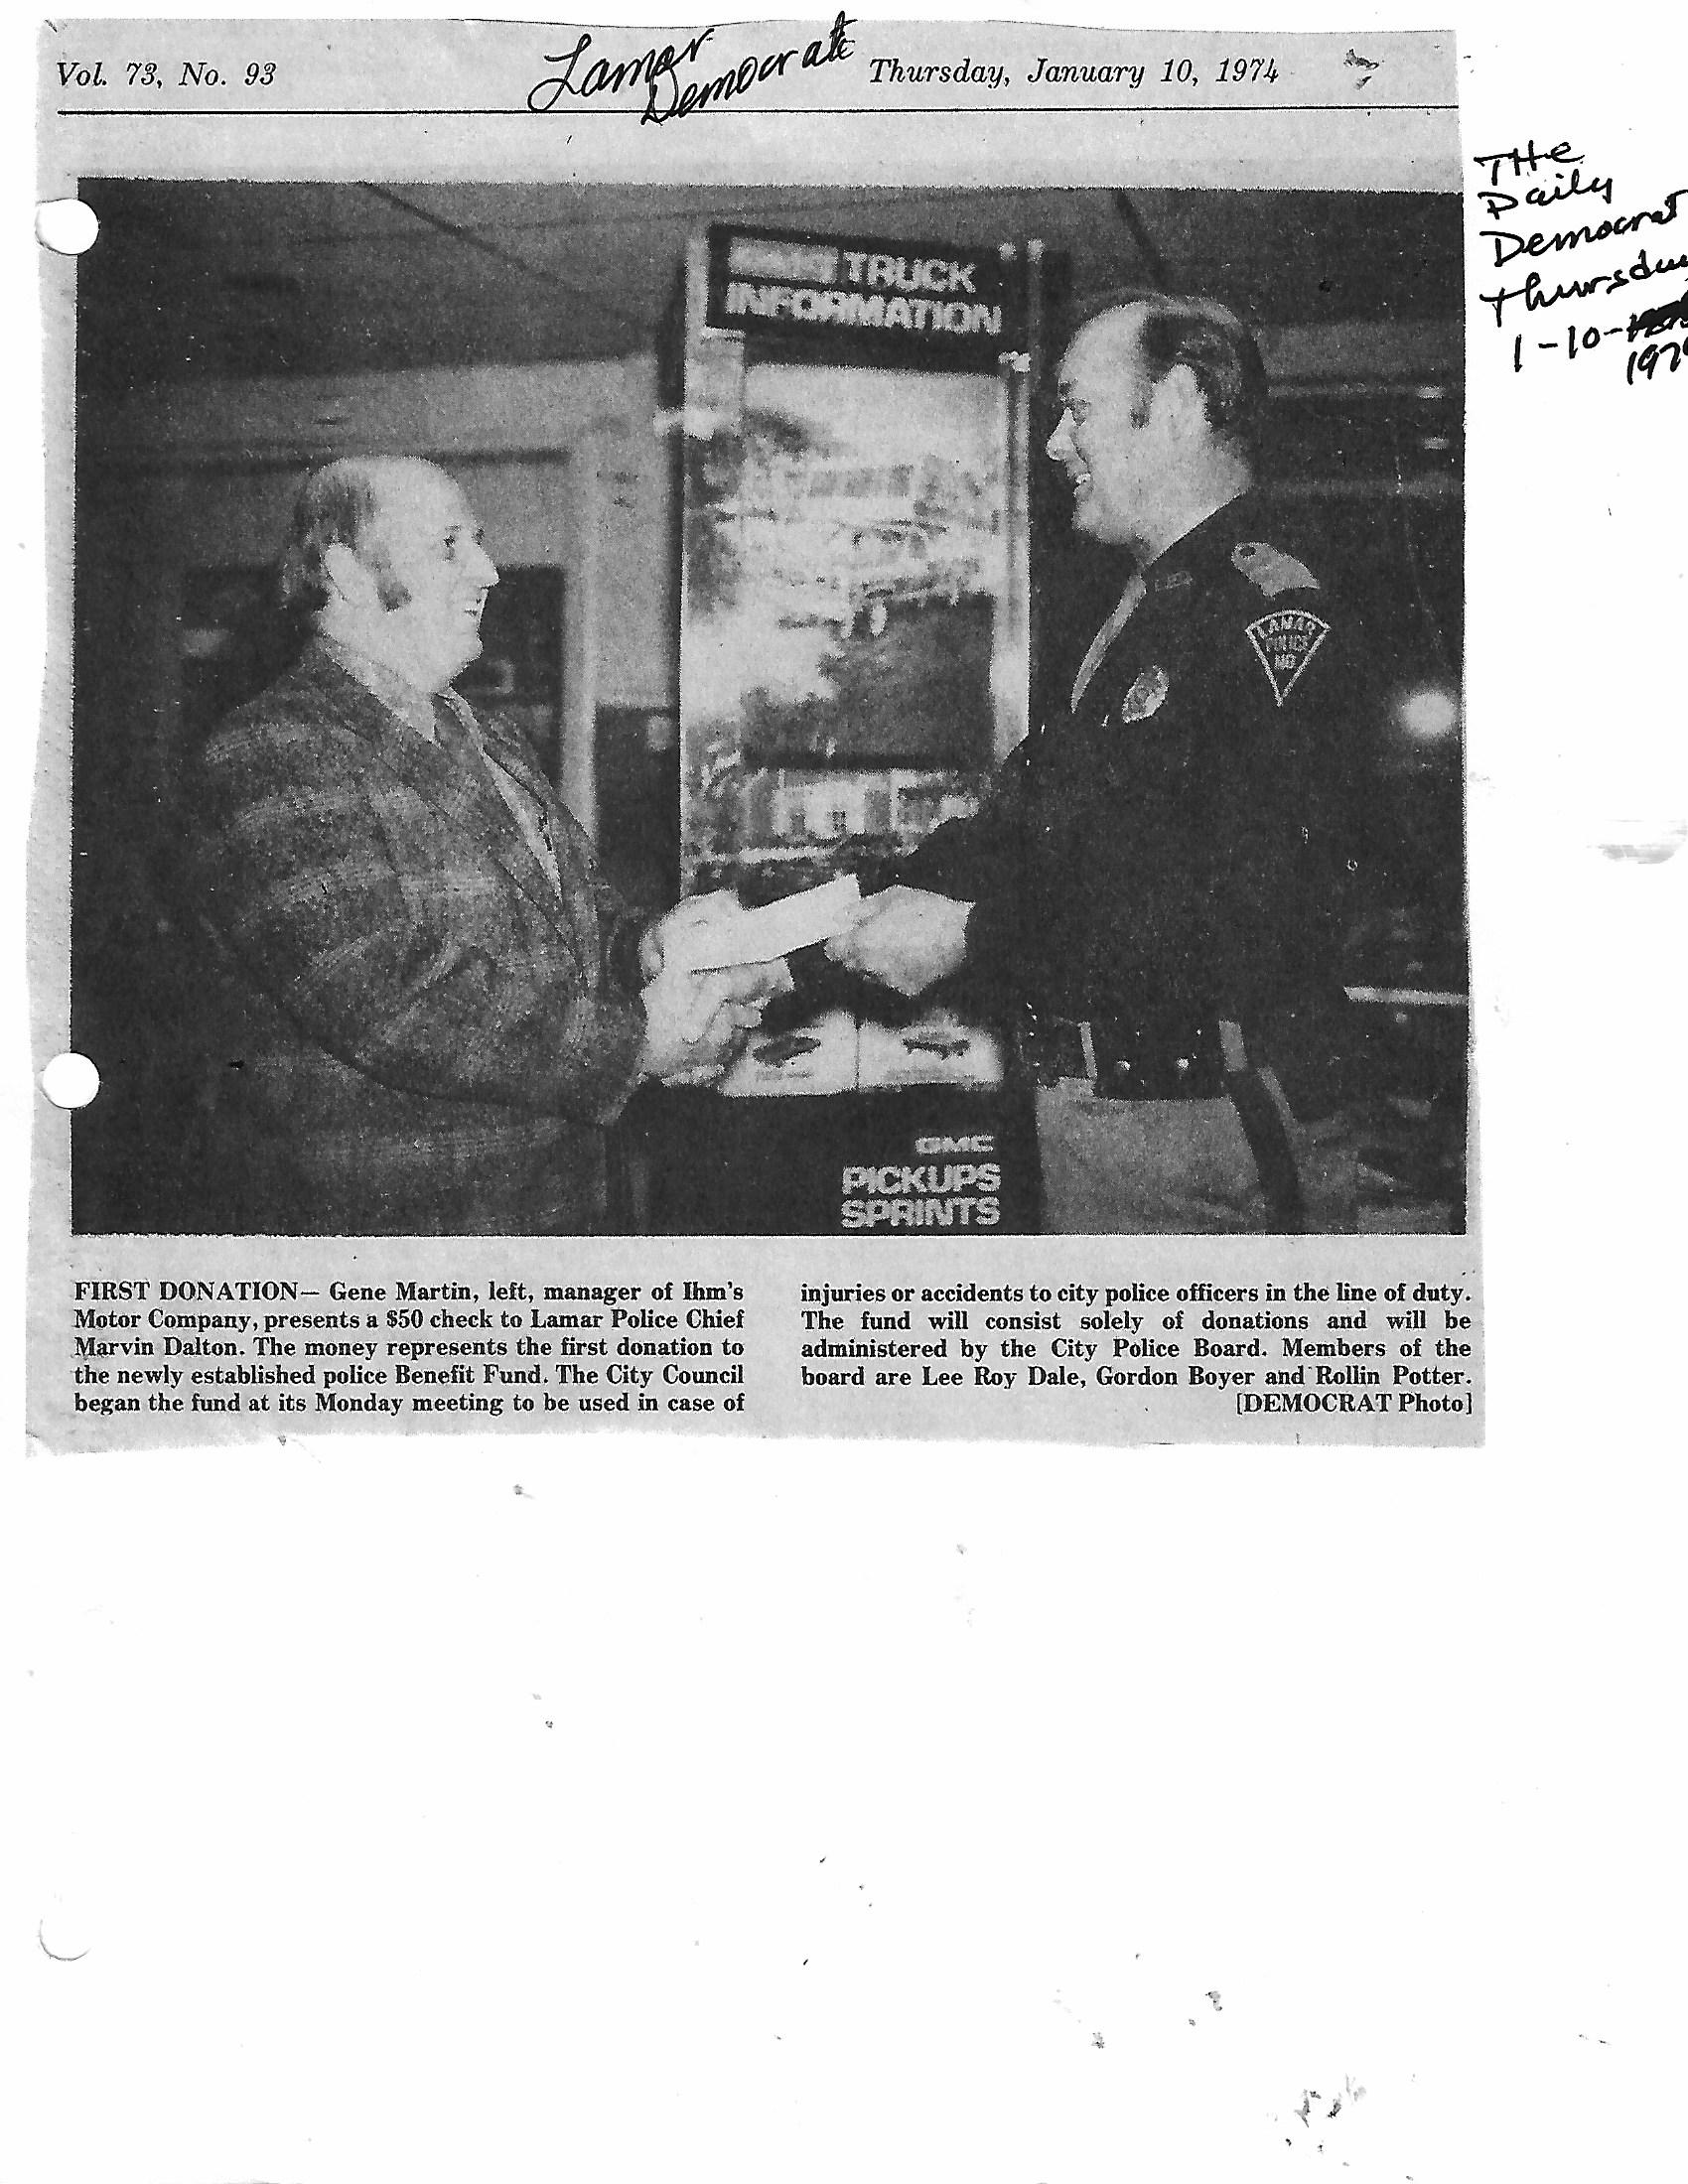 Vol. 73, No. 93
Lamar
Democrat
Thursday, January 10, 1974
THe
Daily
Democrat
Thursday
1-10-
197
TRUCK
INFORMATION
LAMAR
POLICE
MO
GMC
PICKUPS
SPRINTS
FIRST DONATION— Gene Martin, left, manager of Ihm's
Motor Company, presents a $50 check to Lamar Police Chief
Marvin Dalton. The money represents the first donation to
the newly established police Benefit Fund. The City Council
began the fund at its Monday meeting to be used in case of
injuries or accidents to city police officers in the line of duty.
The fund will consist solely of donations and will be
administered by the City Police Board. Members of the
board are Lee Roy Dale, Gordon Boyer and Rollin Potter.
[DEMOCRAT Photo]